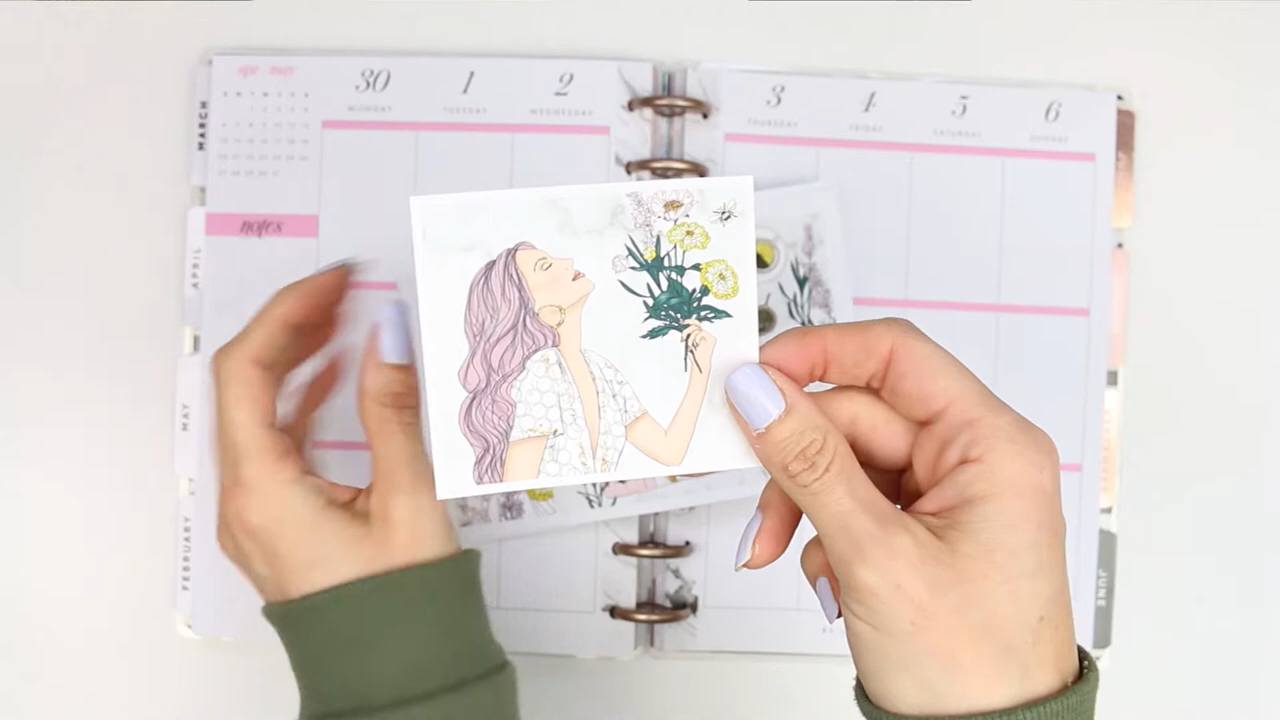 apr - may
30
MONDAY
1
TUESDAY
2
WEDNESDAY
3
THURSDAY
4
FRIDAY
5
SATURDAY
6
SUNDAY
notes
MARCH
APRIL
MAY
FEBRUARY
JUNE